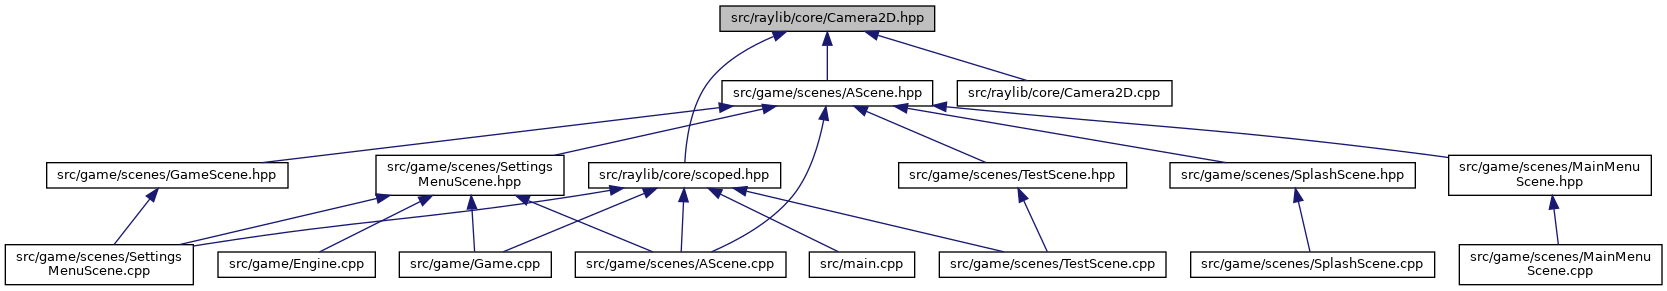 src/raylib/core/Camera2D.hpp
src/game/scenes/AScene.hpp
src/raylib/core/Camera2D.cpp
src/game/scenes/GameScene.hpp
src/game/scenes/Settings
MenuScene.hpp
src/raylib/core/scoped.hpp
src/game/scenes/TestScene.hpp
src/game/scenes/SplashScene.hpp
src/game/scenes/MainMenu
Scene.hpp
src/game/scenes/Settings
MenuScene.cpp
src/game/Engine.cpp
src/game/Game.cpp
src/game/scenes/AScene.cpp
src/main.cpp
src/game/scenes/TestScene.cpp
src/game/scenes/SplashScene.cpp
src/game/scenes/MainMenu
Scene.cpp